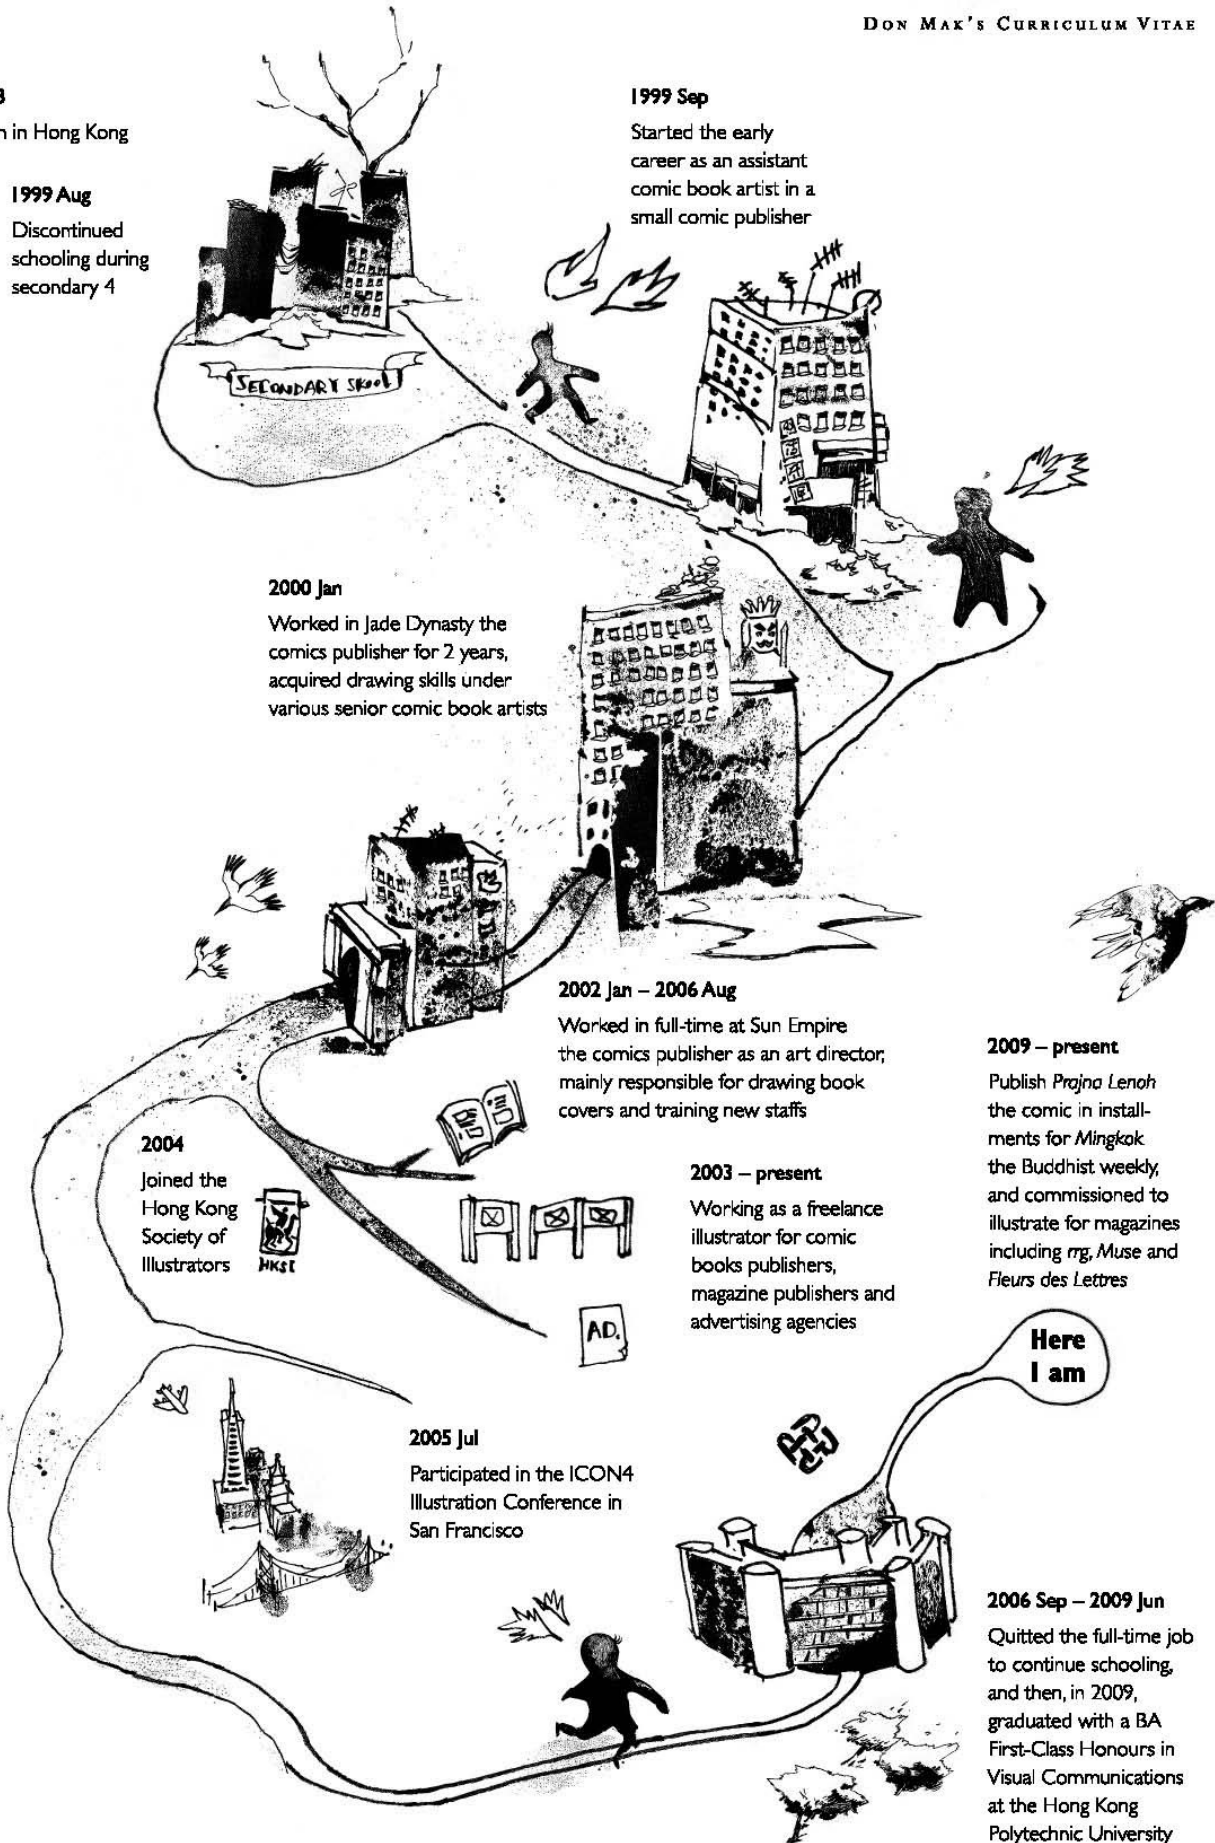 DON MAK'S CURRICULUM VITAE
3
n in Hong Kong
1999 Aug
Discontinued
schooling during
secondary 4
1999 Sep
Started the early
career as an assistant
comic book artist in a
small comic publisher
SECONDARY SKOOL
2000 Jan
Worked in Jade Dynasty the
comics publisher for 2 years,
acquired drawing skills under
various senior comic book artists
2002 Jan – 2006 Aug
Worked in full-time at Sun Empire
the comics publisher as an art director,
mainly responsible for drawing book
covers and training new staffs
2003 – present
Working as a freelance
illustrator for comic
books publishers,
magazine publishers and
advertising agencies
2004
Joined the
Hong Kong
Society of
Illustrators
HKSI
AD.
2005 Jul
Participated in the ICON4
Illustration Conference in
San Francisco
2009 – present
Publish Prajna Lenoh
the comic in install-
ments for Mingkok
the Buddhist weekly,
and commissioned to
illustrate for magazines
including rrg, Muse and
Fleurs des Lettres
Here
I am
2006 Sep – 2009 Jun
Quitted the full-time job
to continue schooling,
and then, in 2009,
graduated with a BA
First-Class Honours in
Visual Communications
at the Hong Kong
Polytechnic University